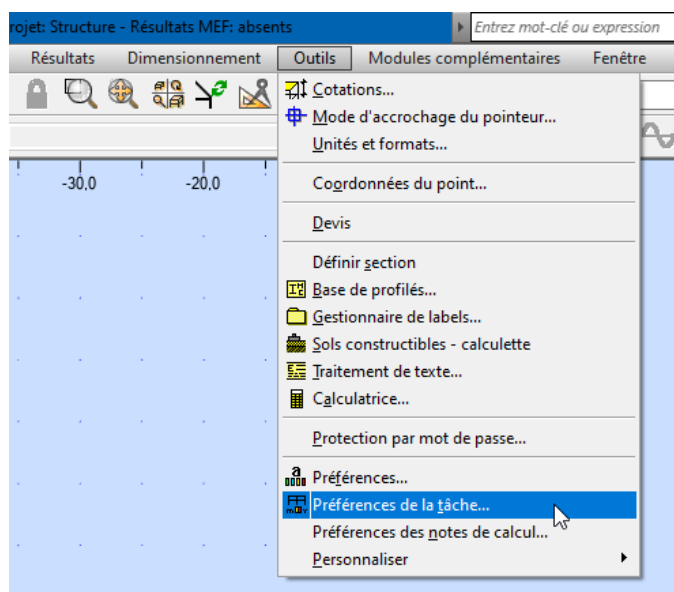 rojet: Structure - Résultats MEF: absents
Entrez mot-clé ou expression
Résultats Dimensionnement Outils Modules complémentaires Fenêtre
Cotations...
Mode d'accrochage du pointeur...
Unités et formats...
-30,0 -20,0
Coordonnées du point...
Devis
Définir section
Base de profilés...
Gestionnaire de labels...
Sols constructibles - calculette
Traitement de texte...
Calculatrice...
Protection par mot de passe...
Préférences...
Préférences de la tâche...
Préférences des notes de calcul...
Personnaliser